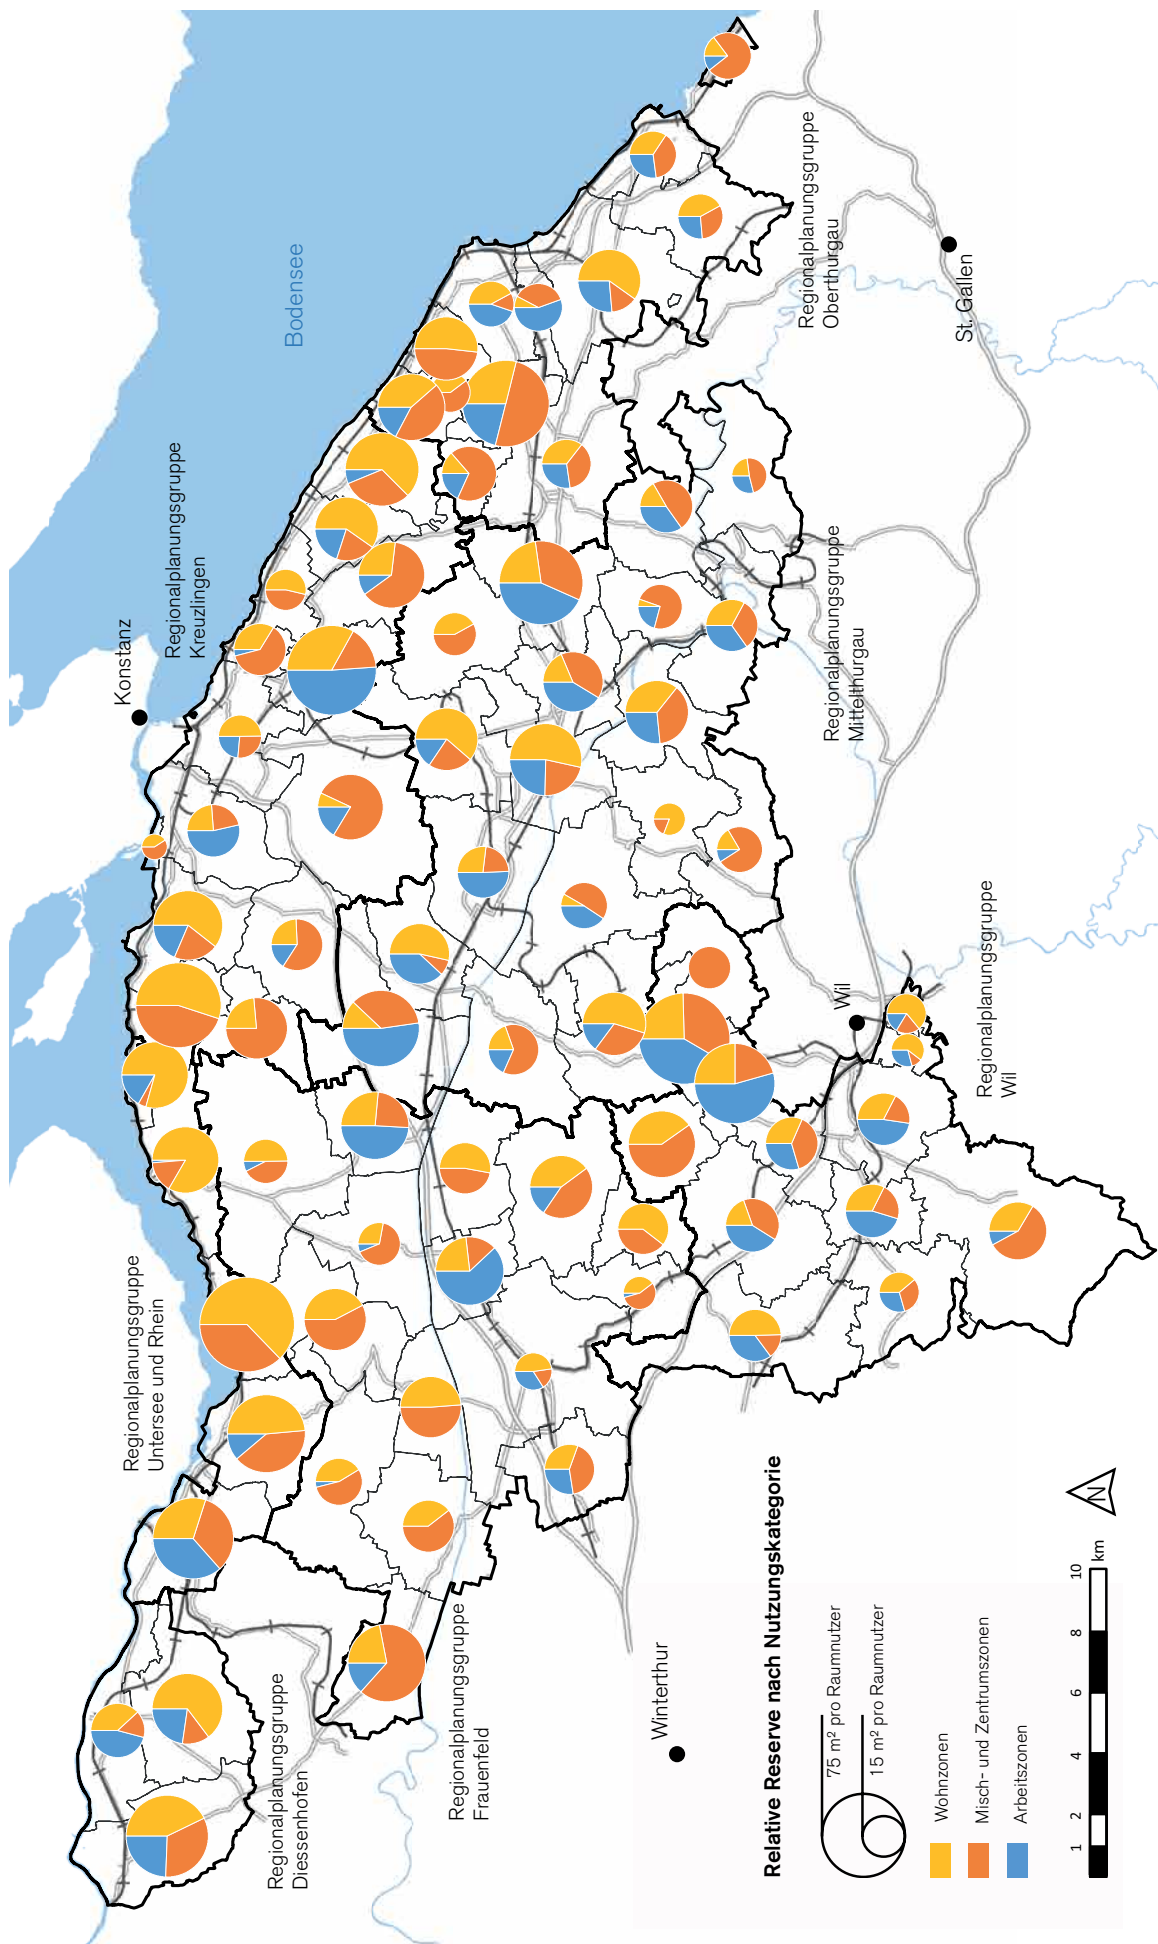 Bodensee
Konstanz
Regionalplanungsgruppe
Kreuzlingen
Regionalplanungsgruppe
Oberthurgau
St. Gallen
Regionalplanungsgruppe
Mittelthurgau
Wil
Regionalplanungsgruppe
Wil
Regionalplanungsgruppe
Untersee und Rhein
Regionalplanungsgruppe
Diessenhofen
Regionalplanungsgruppe
Frauenfeld
Winterthur
Relative Reserve nach Nutzungskategorie
75 m² pro Raumnutzer
15 m² pro Raumnutzer
Wohnzonen
Misch- und Zentrumszonen
Arbeitszonen
1 2 4 6 8 10
km
N